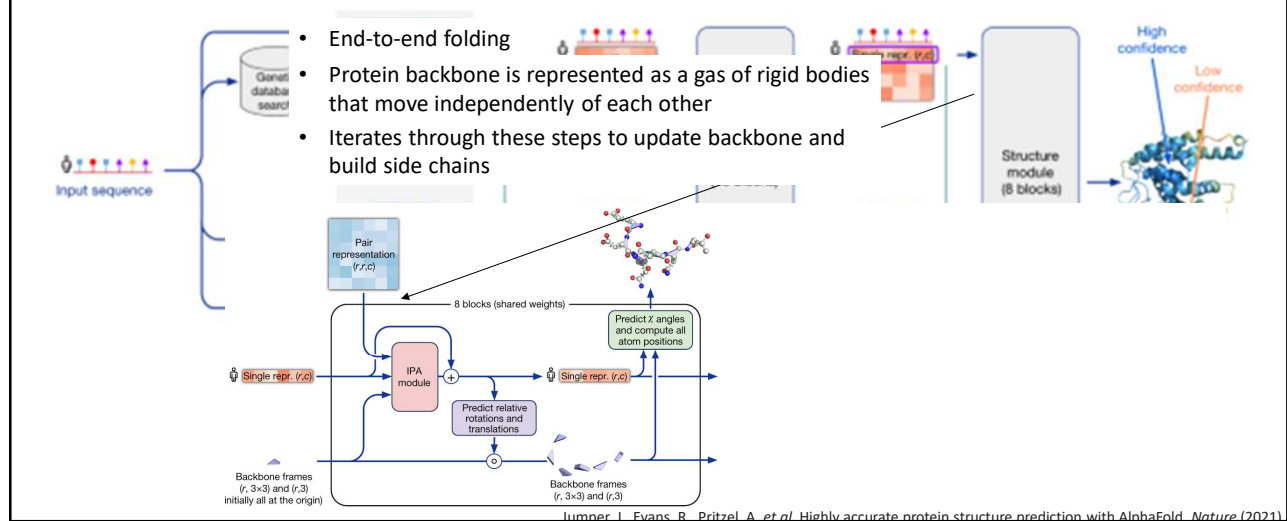 • End-to-end folding
• Protein backbone is represented as a gas of rigid bodies
that move independently of each other
• Iterates through these steps to update backbone and
build side chains
Input sequence
Single repr. (r,c)
Structure
module
(8 blocks)
High
confidence
Low
confidence
Pair
representation
(r,r,c)
8 blocks (shared weights)
Predict χ angles
and compute all
atom positions
Single repr. (r,c)
IPA
module
+
Single repr. (r,c)
Predict relative
rotations and
translations
Backbone frames
(r, 3×3) and (r,3)
initially all at the origin
Backbone frames
(r, 3×3) and (r,3)
Jumper, J., Evans, R., Pritzel, A. et al. Highly accurate protein structure prediction with AlphaFold. Nature (2021)